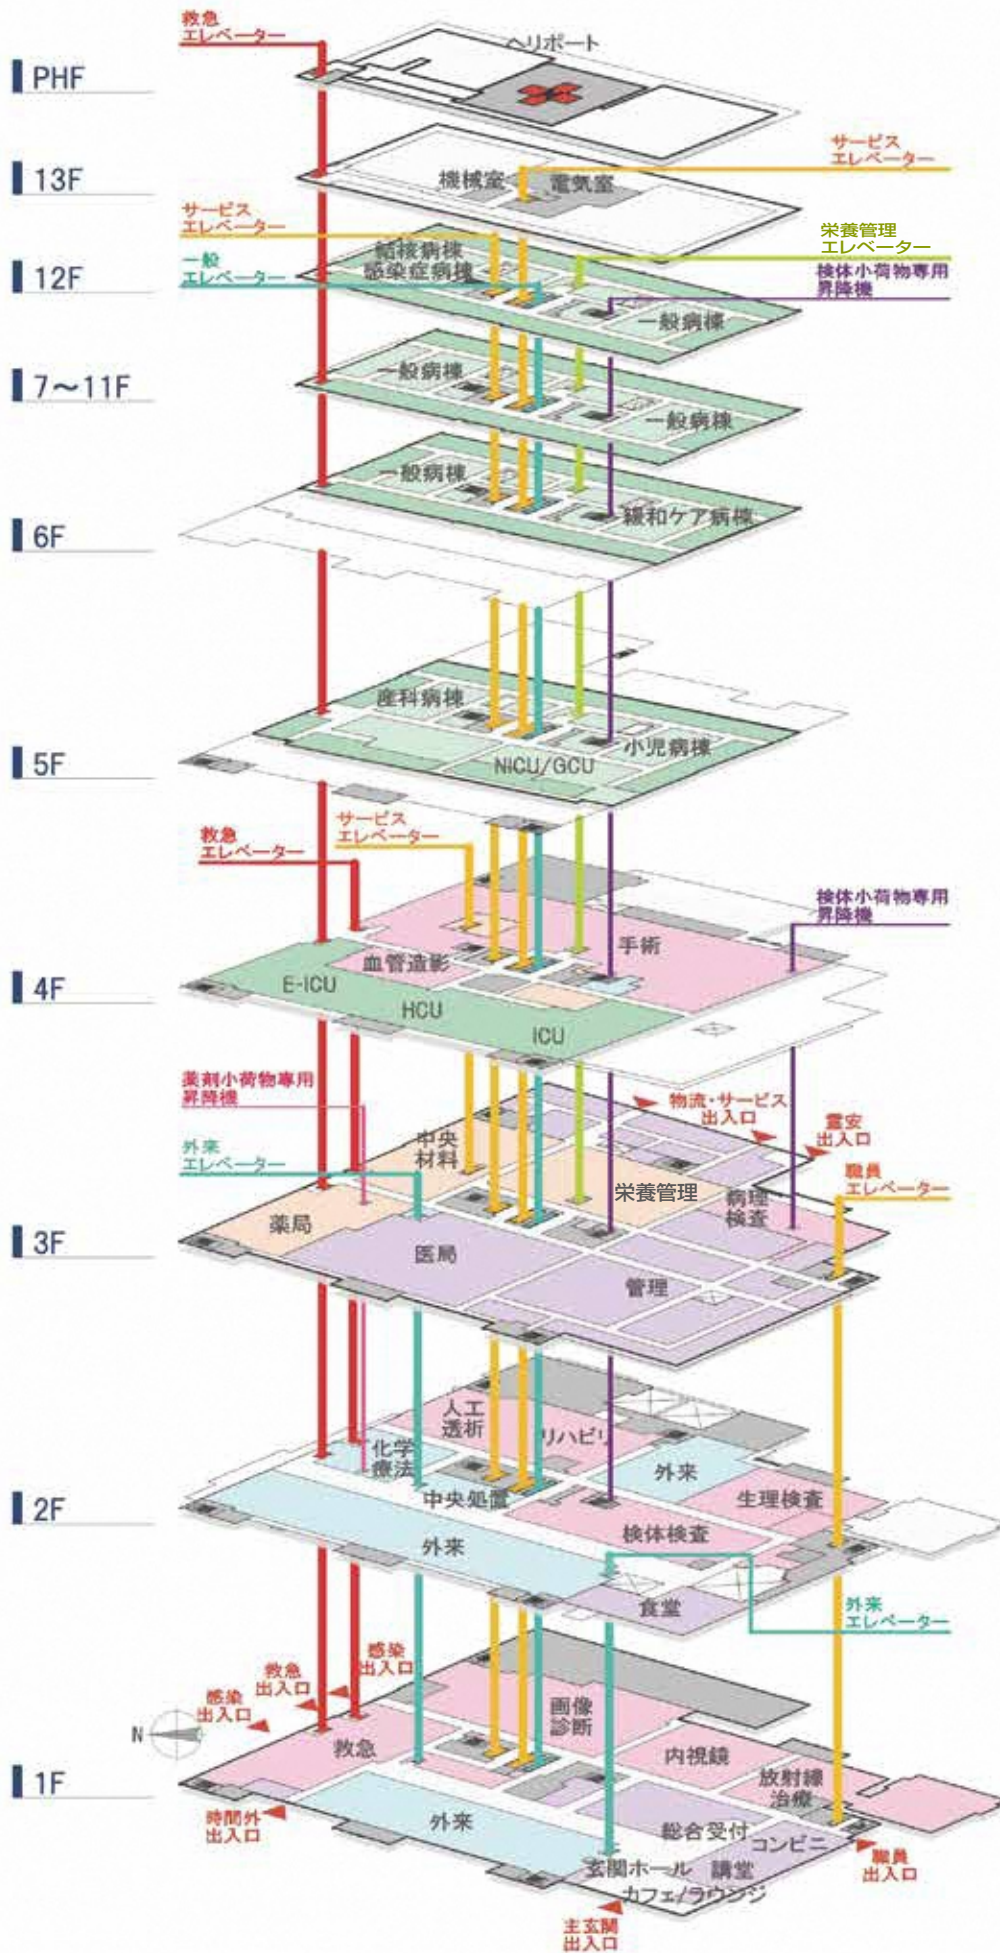 救急
エレベーター
ヘリポート
PHF
サービス
エレベーター
13F
機械室
電気室
サービス
エレベーター
栄養管理
エレベーター
一般
エレベーター
結核病棟
感染症病棟
12F
検体小荷物専用
昇降機
一般病棟
7～11F
一般病棟
一般病棟
一般病棟
緩和ケア病棟
6F
産科病棟
小児病棟
NICU/GCU
5F
サービス
エレベーター
救急
エレベーター
検体小荷物専用
昇降機
手術
血管造影
E-ICU
HCU
ICU
4F
薬剤小荷物専用
昇降機
物流・サービス
出入口
霊安
出入口
外来
エレベーター
中央
材料
職員
エレベーター
栄養管理
病理
検査
薬局
医局
管理
3F
人工
透析
リハビリ
化学
療法
外来
中央処置
生理検査
検体検査
2F
外来
食堂
外来
エレベーター
感染
出入口
救急
出入口
感染
出入口
N
画像
診断
救急
内視鏡
放射線
治療
1F
時間外
出入口
外来
総合受付
コンビニ
職員
出入口
玄関ホール
講堂
カフェ/ラウンジ
主玄関
出入口